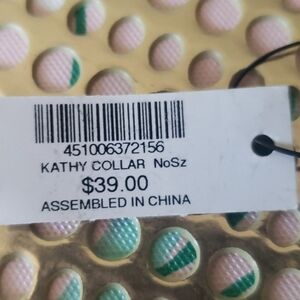 451006372156
KATHY COLLAR NoSz
$39.00
ASSEMBLED IN CHINA